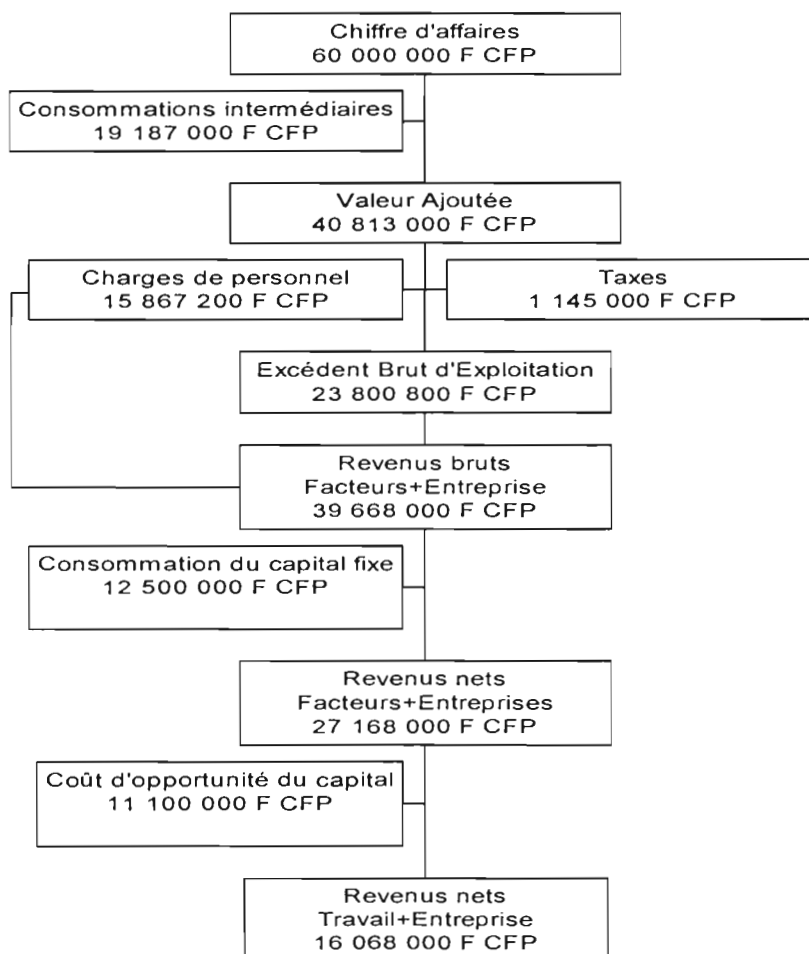 Chiffre d'affaires
60 000 000 F CFP
Consommations intermédiaires
19 187 000 F CFP
Valeur Ajoutée
40 813 000 F CFP
Charges de personnel
15 867 200 F CFP
Taxes
1 145 000 F CFP
Excédent Brut d'Exploitation
23 800 800 F CFP
Revenus bruts
Facteurs+Entreprise
39 668 000 F CFP
Consommation du capital fixe
12 500 000 F CFP
Revenus nets
Facteurs+Entreprises
27 168 000 F CFP
Coût d'opportunité du capital
11 100 000 F CFP
Revenus nets
Travail+Entreprise
16 068 000 F CFP